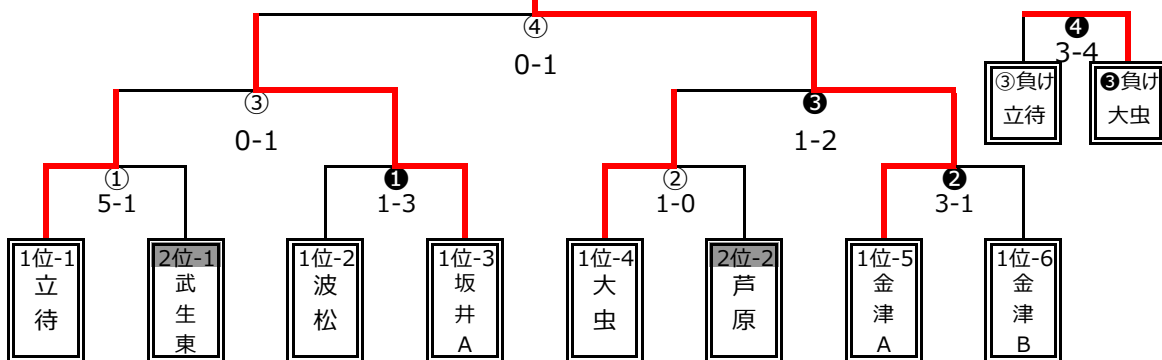 ④
0-1
❹
3-4
③負け
立待
❸負け
大虫
③
0-1
❸
1-2
①
5-1
❶
1-3
②
1-0
❷
3-1
1位-1
立待
2位-1
武生東
1位-2
波松
1位-3
坂井A
1位-4
大虫
2位-2
芦原
1位-5
金津A
1位-6
金津B